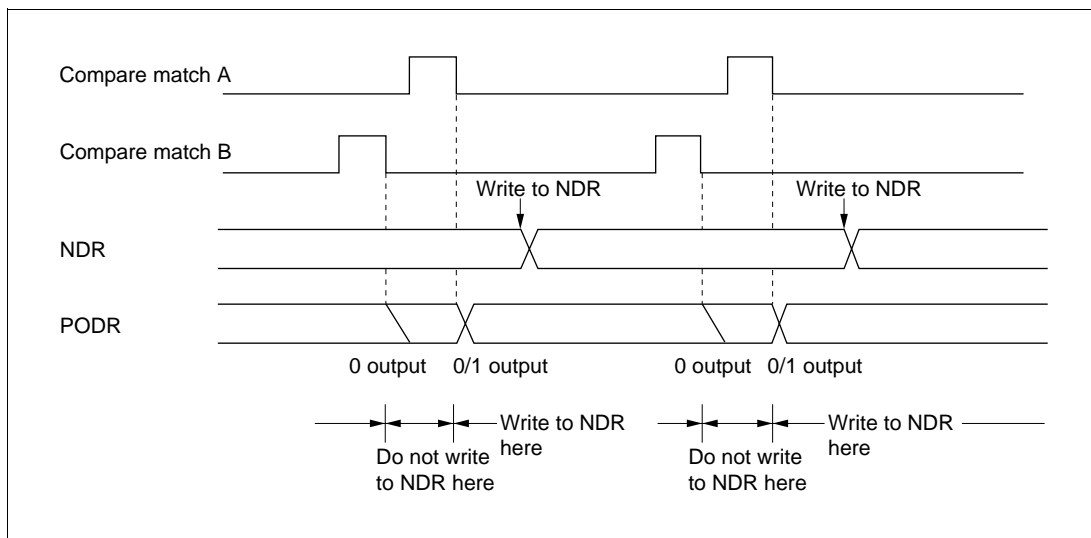 Compare match A
Compare match B
Write to NDR
Write to NDR
NDR
PODR
0 output
0/1 output
0 output
0/1 output
Write to NDR
here
Write to NDR
here
Do not write
to NDR here
Do not write
to NDR here